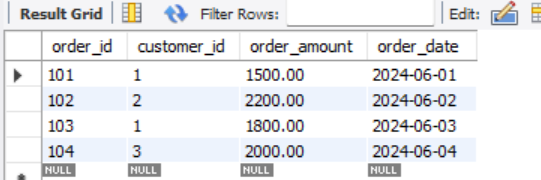 Result Grid Filter Rows: Edit:
order_id customer_id order_amount order_date
101 1 1500.00 2024-06-01
102 2 2200.00 2024-06-02
103 1 1800.00 2024-06-03
104 3 2000.00 2024-06-04
NULL NULL NULL NULL